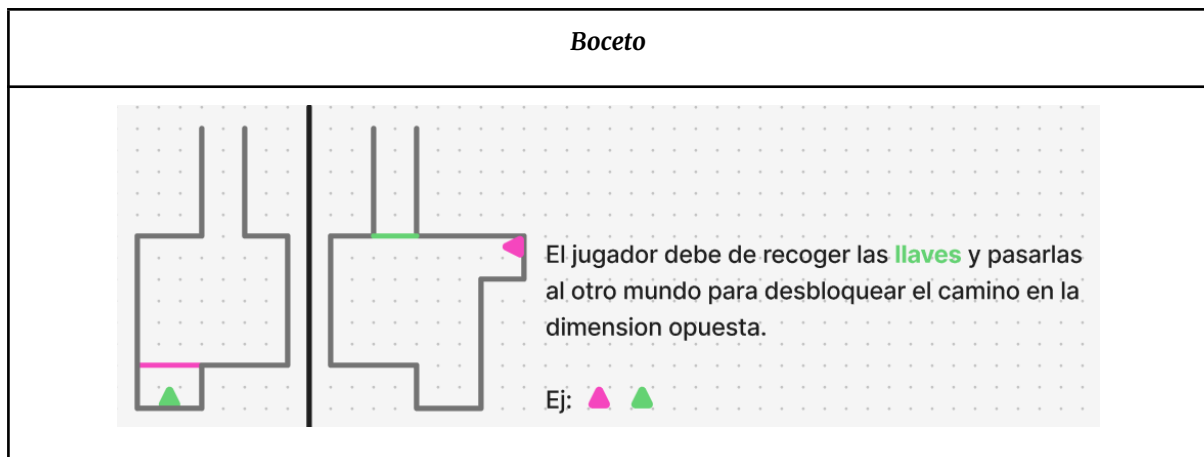 Boceto
El jugador debe de recoger las llaves y pasarlas
al otro mundo para desbloquear el camino en la
dimension opuesta.
Ej: